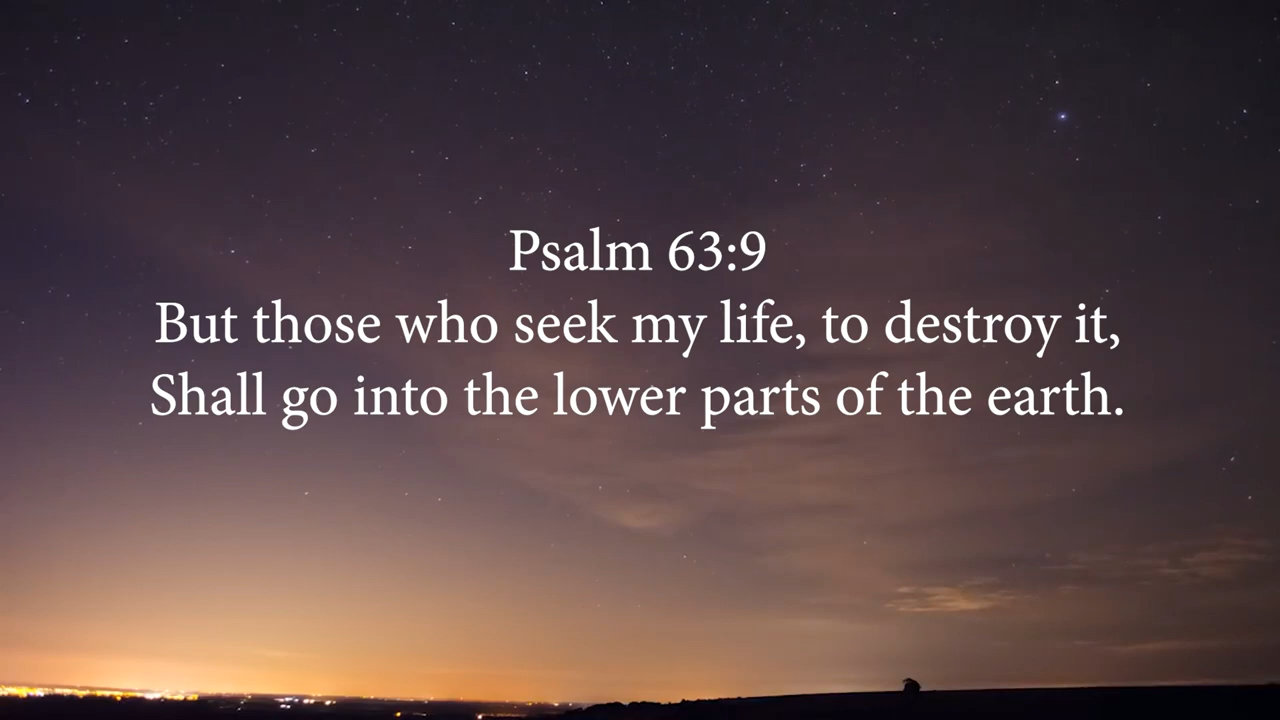 Psalm 63:9
But those who seek my life, to destroy it,
Shall go into the lower parts of the earth.